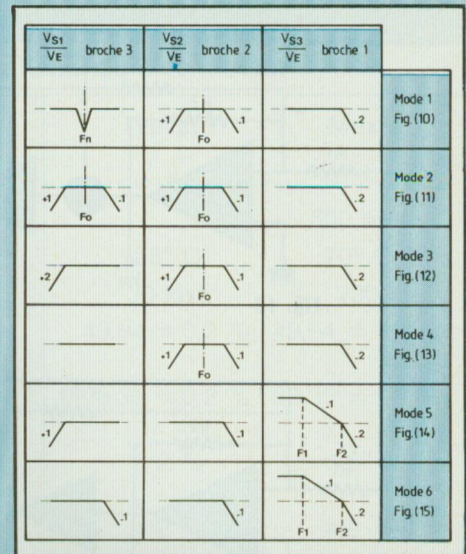 VS1/VE broche 3 VS2/VE broche 2 VS3/VE broche 1
Fn +1 Fo .1 .2 Mode 1
Fig.(10)
+1 Fo .1 +1 Fo .1 .2 Mode 2
Fig.(11)
+2 +1 Fo .1 .2 Mode 3
Fig.(12)
+1 Fo .1 .2 Mode 4
Fig.(13)
+1 .1 .1 F1 F2 .2 Mode 5
Fig.(14)
.1 .1 .1 F1 F2 .2 Mode 6
Fig.(15)